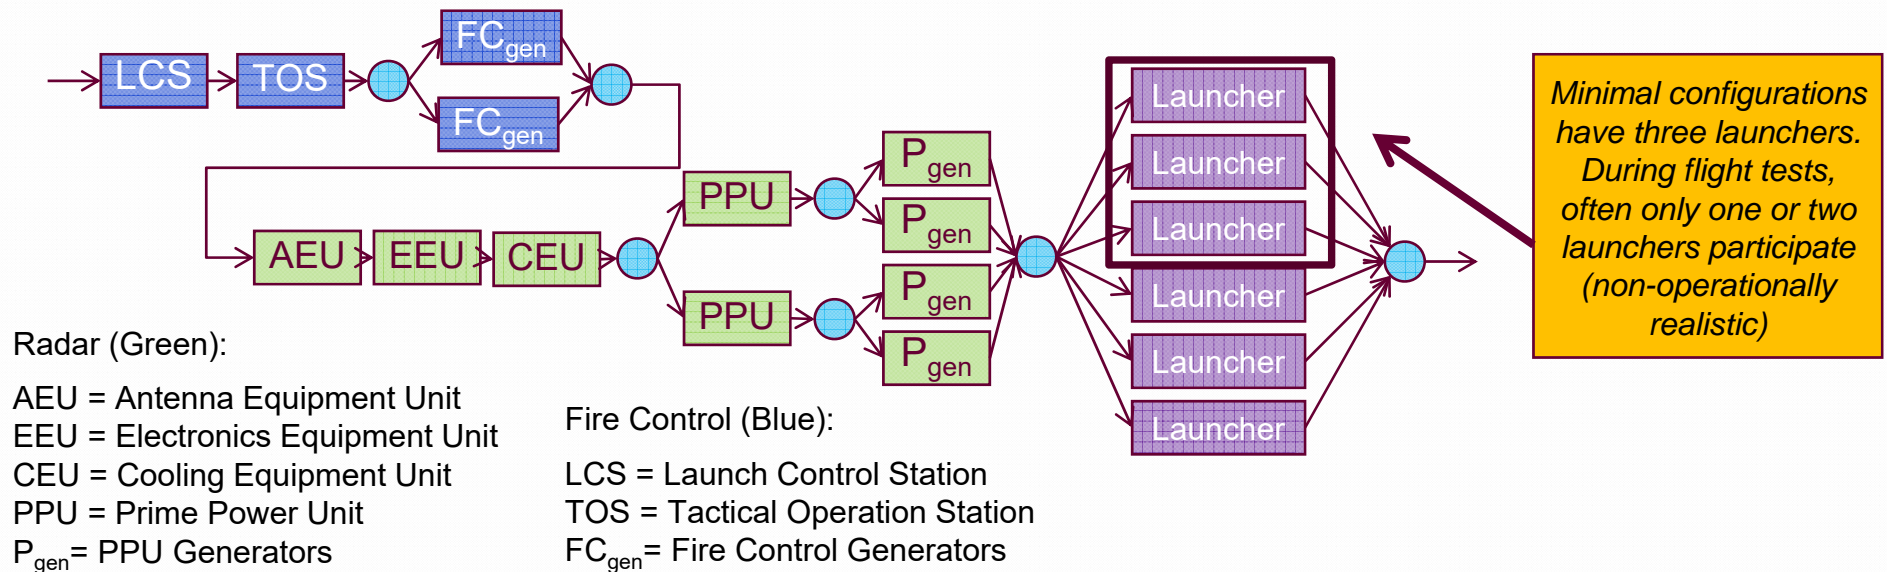 LCS
TOS
FCgen
FCgen
AEU
EEU
CEU
PPU
PPU
Pgen
Pgen
Pgen
Pgen
Launcher
Launcher
Launcher
Launcher
Launcher
Launcher
Minimal configurations
have three launchers.
During flight tests,
often only one or two
launchers participate
(non-operationally
realistic)
Radar (Green):
AEU = Antenna Equipment Unit
EEU = Electronics Equipment Unit
CEU = Cooling Equipment Unit
PPU = Prime Power Unit
Pgen= PPU Generators
Fire Control (Blue):
LCS = Launch Control Station
TOS = Tactical Operation Station
FCgen= Fire Control Generators